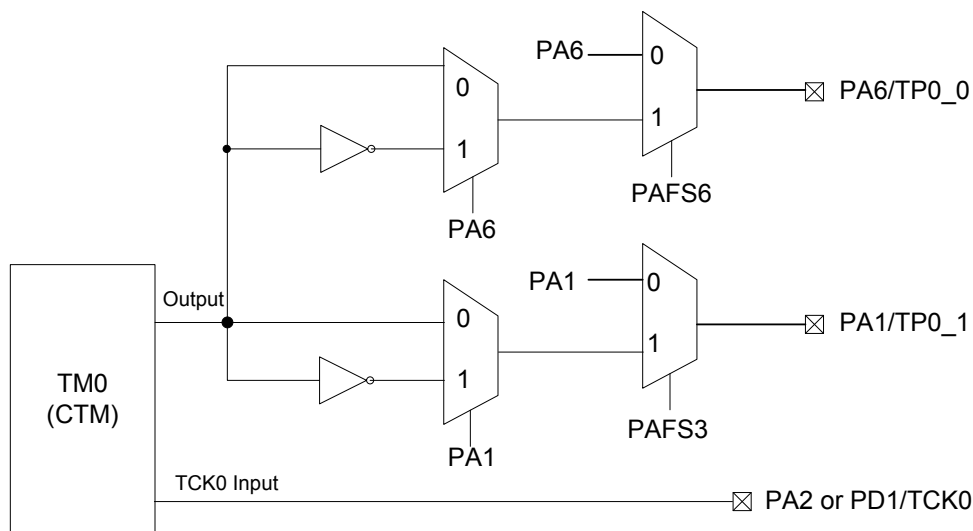 PA6
0
0
PA6/TP0_0
1
1
PAFS6
PA6
PA1
0
Output
0
PA1/TP0_1
1
1
TM0
(CTM)
PAFS3
PA1
TCK0 Input
PA2 or PD1/TCK0